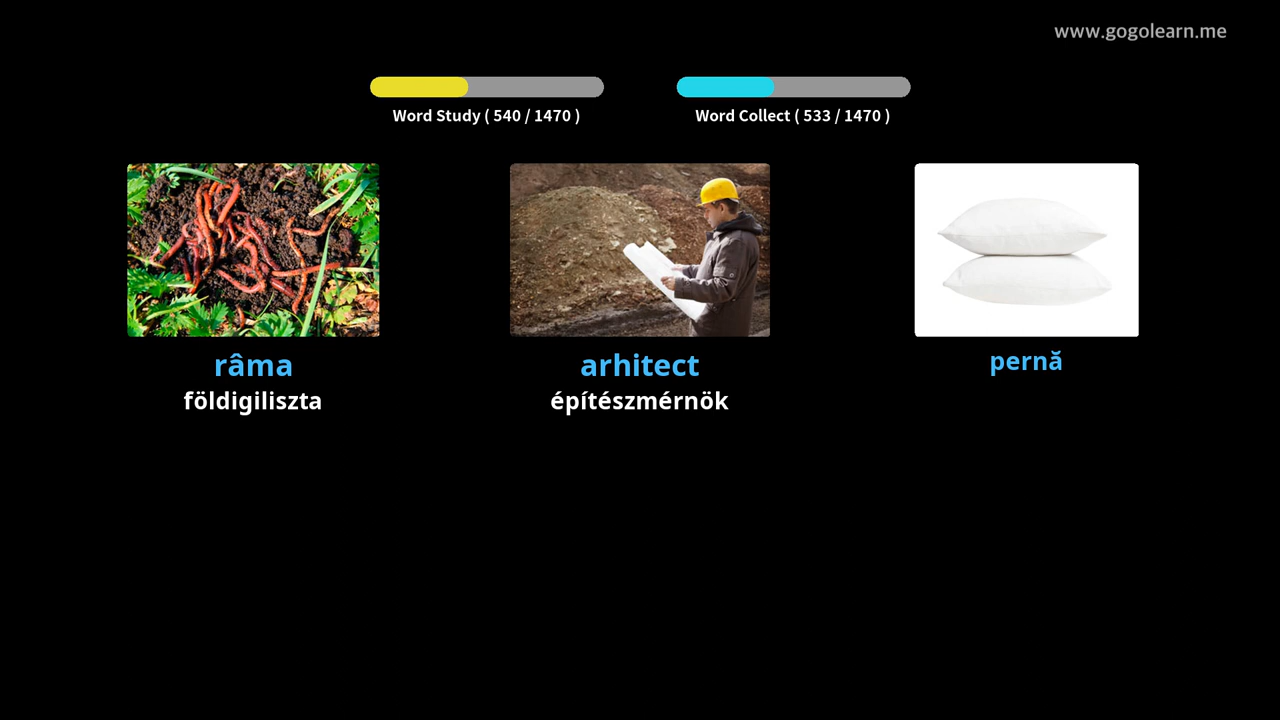 www.gogolearn.me
Word Study ( 540 / 1470 )
Word Collect ( 533 / 1470 )
râma
földigiliszta
arhitect
építészmérnök
pernă